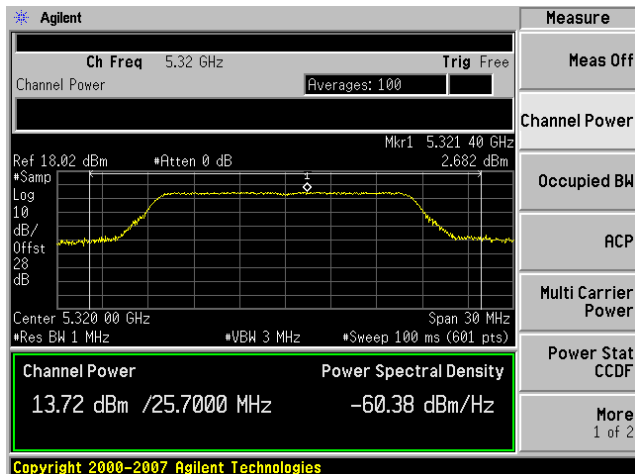 Agilent
Measure
Ch Freq 5.32 GHz Trig Free
Channel Power Averages: 100
Mkr1 5.321 40 GHz
Ref 18.02 dBm #Atten 0 dB 2.682 dBm
#Samp
Log
10
dB/
Offst
28
dB
1
Center 5.320 00 GHz Span 30 MHz
#Res BW 1 MHz #VBW 3 MHz #Sweep 100 ms (601 pts)
Channel Power Power Spectral Density
13.72 dBm /25.7000 MHz -60.38 dBm/Hz
Copyright 2000-2007 Agilent Technologies
Meas Off
Channel Power
Occupied BW
ACP
Multi Carrier
Power
Power Stat
CCDF
More
1 of 2